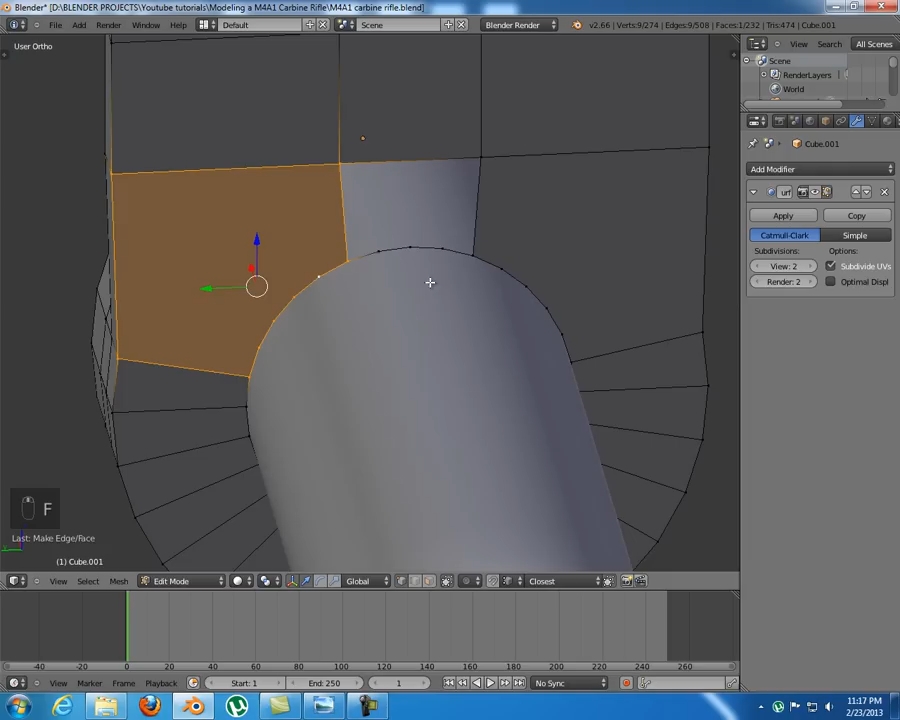 Blender* [D:\BLENDER PROJECTS\Youtube tutorials\Modeling a M4A1 Carbine Rifle\M4A1 carbine rifle.blend]
File Add Render Window Help Default Scene Blender Render v2.66 | Verts:9/274 | Edges:9/508 | Faces:1/232 | Tris:474 | Cube.001
User Ortho
View Search All Scenes
Scene
RenderLayers
World
Cube.001
Add Modifier
urf
Apply Copy
Catmull-Clark Simple
Subdivisions: Options:
View: 2 Subdivide UVs
Render: 2 Optimal Displ
F
Last: Make Edge/Face
(1) Cube.001
View Select Mesh Edit Mode Global Closest
-40 -20 0 20 40 60 80 100 120 140 160 180 200 220 240 260
View Marker Frame Playback Start: 1 End: 250 1 No Sync
11:17 PM
2/23/2013